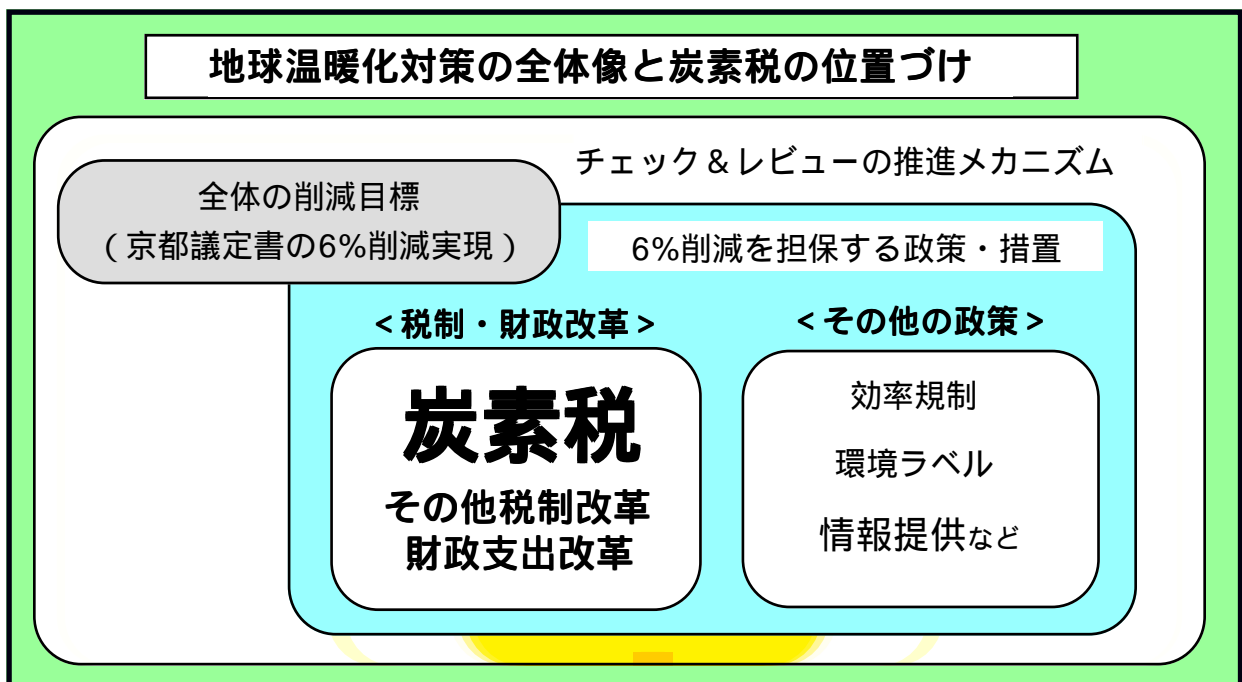 地球温暖化対策の全体像と炭素税の位置づけ
チェック＆レビューの推進メカニズム
全体の削減目標
（京都議定書の6%削減実現）
6%削減を担保する政策・措置
＜税制・財政改革＞
炭素税
その他税制改革
財政支出改革
＜その他の政策＞
効率規制
環境ラベル
情報提供など